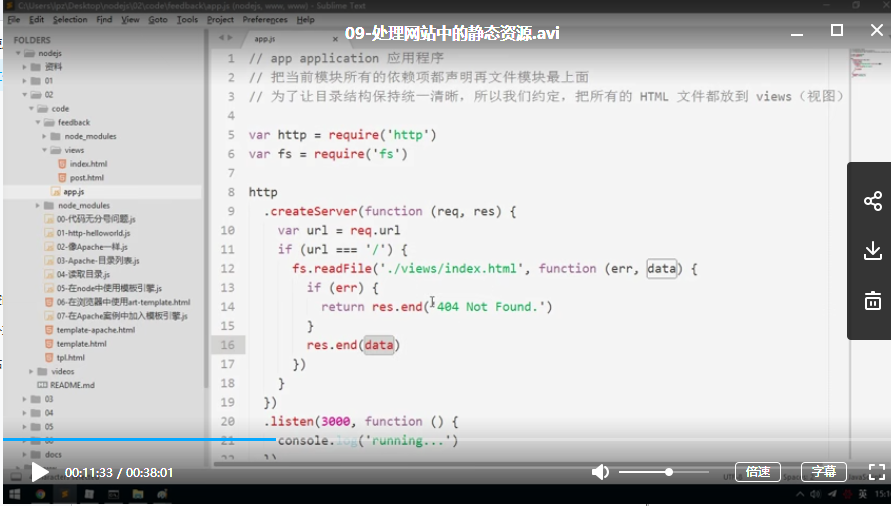 C:\Users\lpz\Desktop\nodejs\02\code\feedback\app.js (nodejs, www, www) - Sublime Text
File Edit Selection Find View Goto Tools Project Preferences Help
09-处理网站中的静态资源.avi
FOLDERS
nodejs
资料
01
02
code
feedback
node_modules
views
index.html
post.html
app.js
node_modules
00-代码无分号问题.js
01-http-helloworld.js
02-像Apache一样.js
03-Apache-目录列表.js
04-读取目录.js
05-在node中使用模板引擎.js
06-在浏览器中使用art-template.html
07-在Apache案例中加入模板引擎.js
template-apache.html
template.html
tpl.html
videos
README.md
03
04
05
06
docs
app.js
1 // app application 应用程序
2 // 把当前模块所有的依赖项都声明再文件模块最上面
3 // 为了让目录结构保持统一清晰，所以我们约定，把所有的 HTML 文件都放到 views（视图）
4
5 var http = require('http')
6 var fs = require('fs')
7
8 http
9 .createServer(function (req, res) {
10 var url = req.url
11 if (url === '/') {
12 fs.readFile('./views/index.html', function (err, data) {
13 if (err) {
14 return res.end('404 Not Found.')
15 }
16 res.end(data)
17 })
18 }
19 })
20 .listen(3000, function () {
21 console.log('running...')
22 })
00:11:33 / 00:38:01
倍速
字幕
英